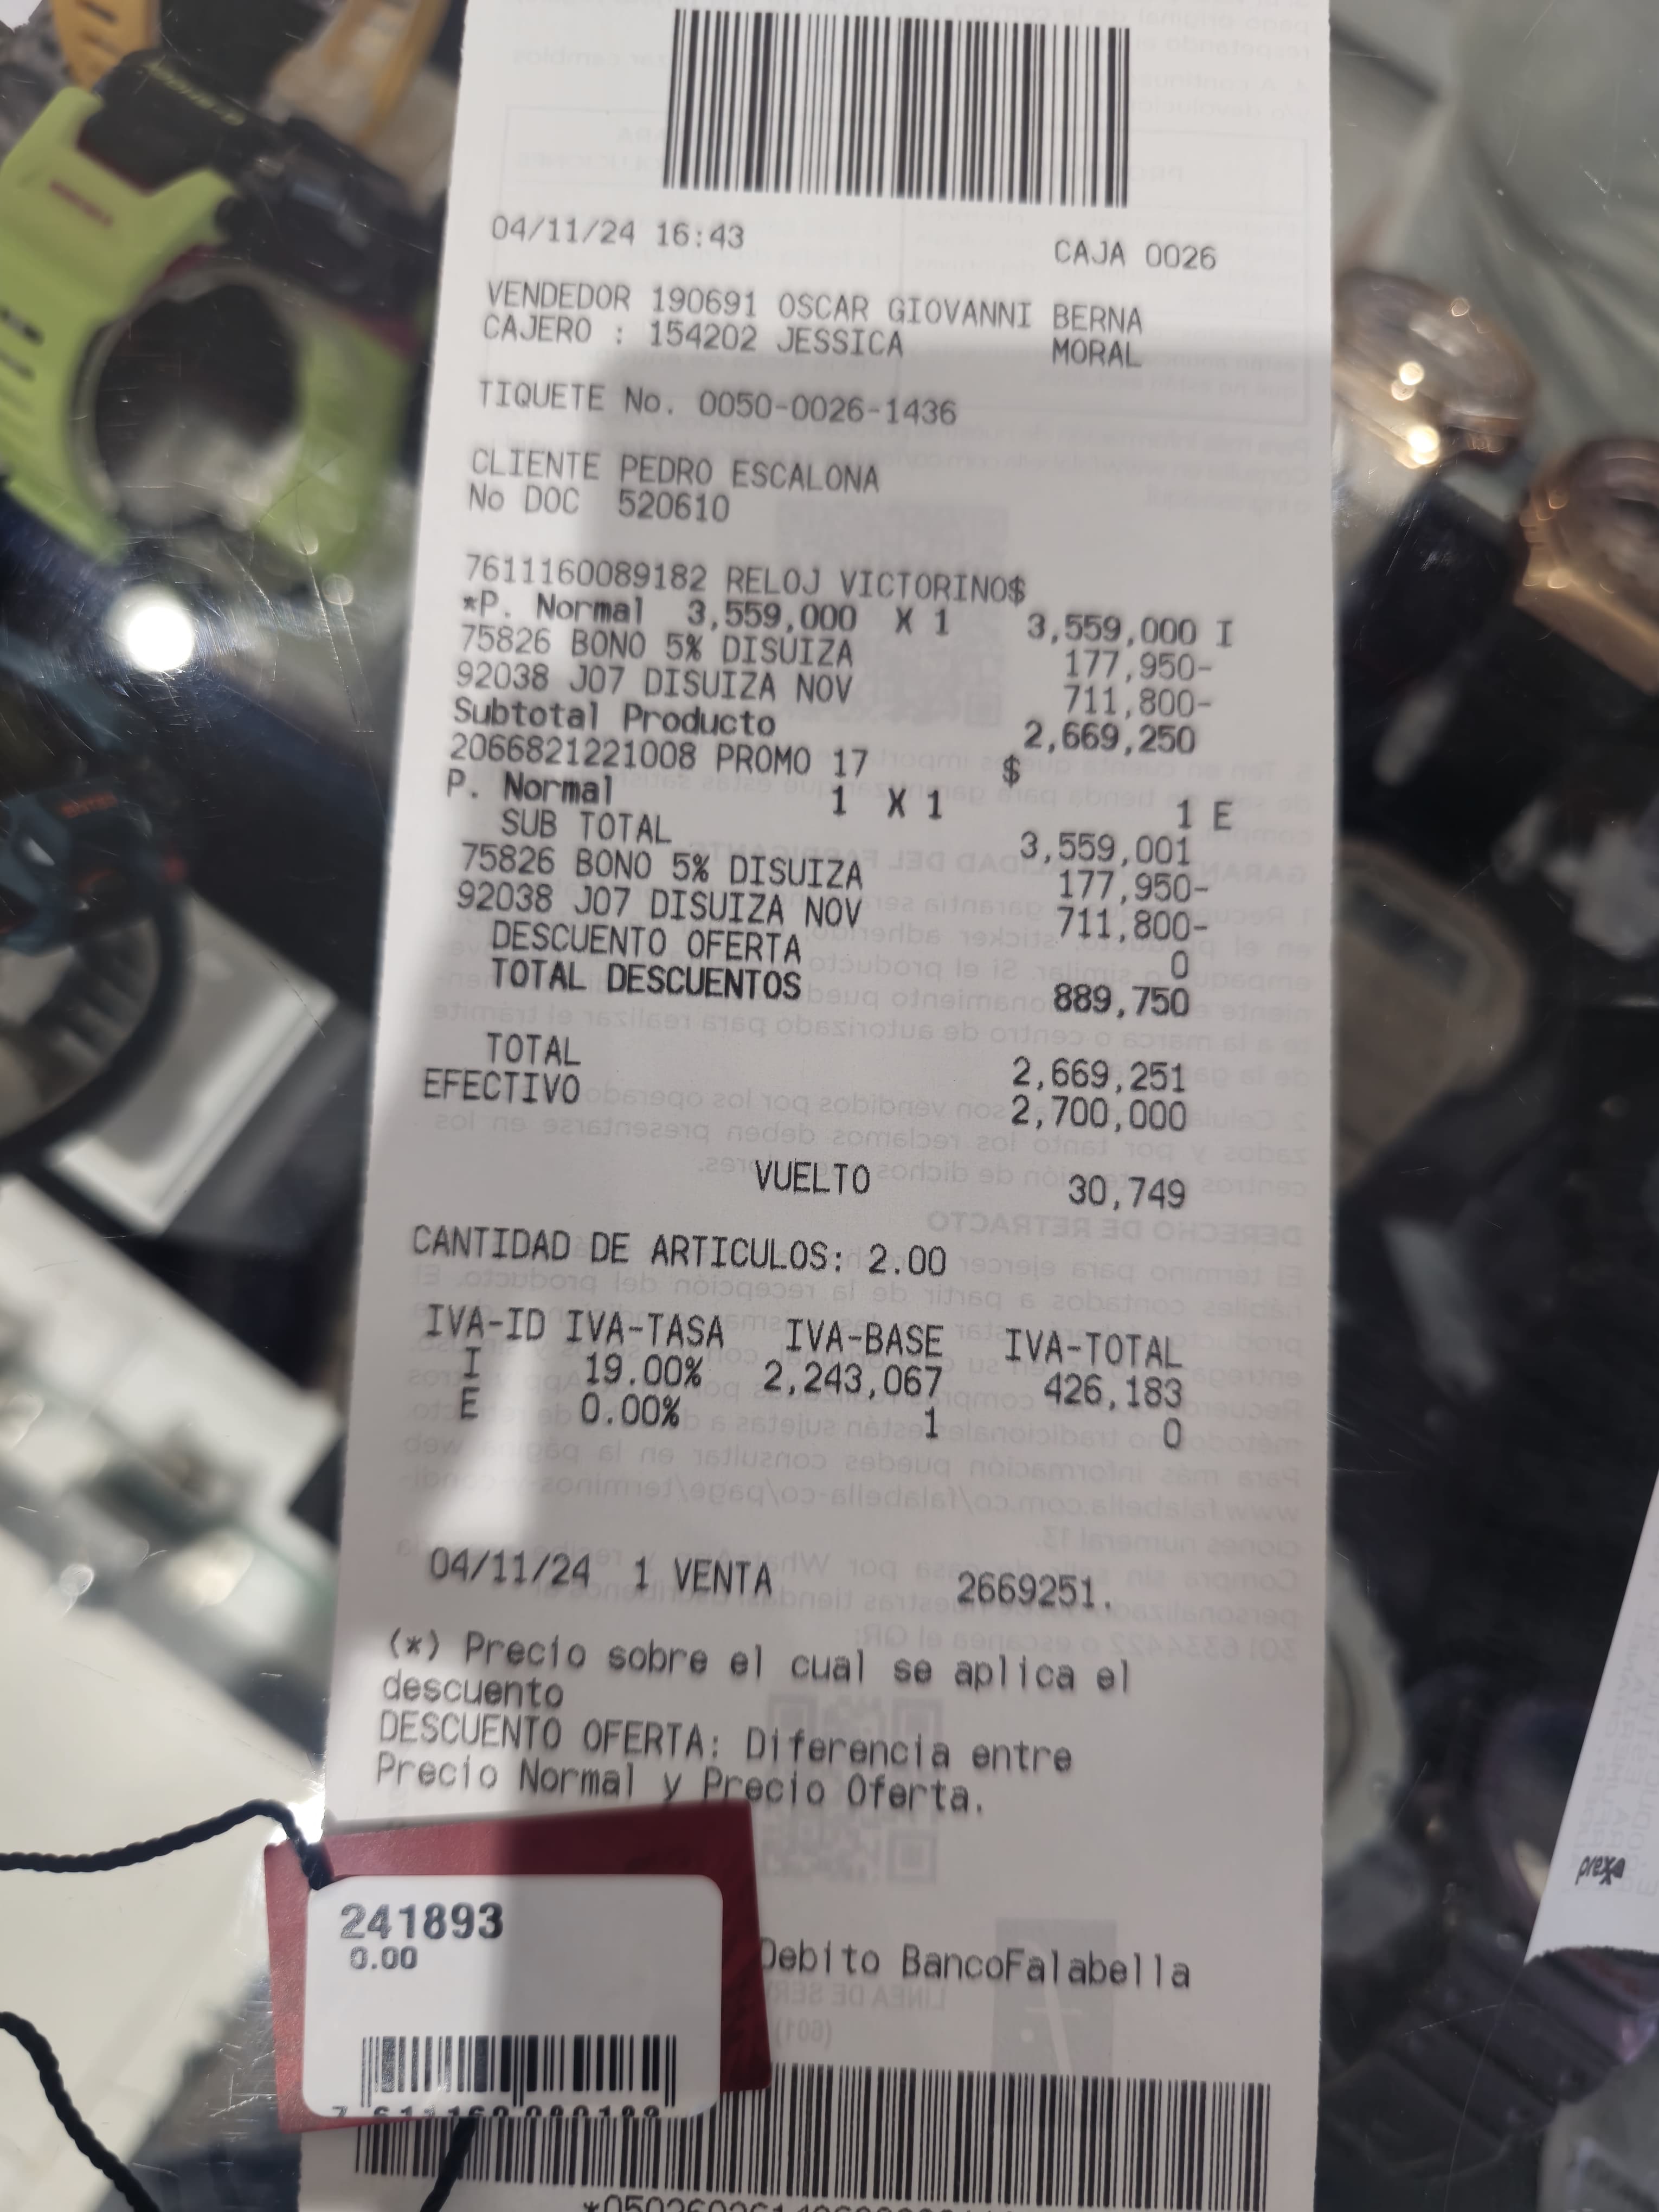 04/11/24 16:43 CAJA 0026
VENDEDOR 190691 OSCAR GIOVANNI BERNA
CAJERO : 154202 JESSICA MORAL
TIQUETE No. 0050-0026-1436
CLIENTE PEDRO ESCALONA
No DOC 520610
7611160089182 RELOJ VICTORINO$
*P. Normal 3,559,000 X 1 3,559,000 I
75826 BONO 5% DISUIZA 177,950-
92038 J07 DISUIZA NOV 711,800-
Subtotal Producto 2,669,250
2066821221008 PROMO 17 $
P. Normal 1 X 1 1 E
SUB TOTAL 3,559,001
75826 BONO 5% DISUIZA 177,950-
92038 J07 DISUIZA NOV 711,800-
DESCUENTO OFERTA 0
TOTAL DESCUENTOS 889,750
TOTAL 2,669,251
EFECTIVO 2,700,000
VUELTO 30,749
CANTIDAD DE ARTICULOS: 2.00
IVA-ID IVA-TASA IVA-BASE IVA-TOTAL
I 19.00% 2,243,067 426,183
E 0.00% 1 0
04/11/24 1 VENTA 2669251.
(*) Precio sobre el cual se aplica el
descuento
DESCUENTO OFERTA: Diferencia entre
Precio Normal y Precio Oferta.
241893
0.00
Debito BancoFalabella